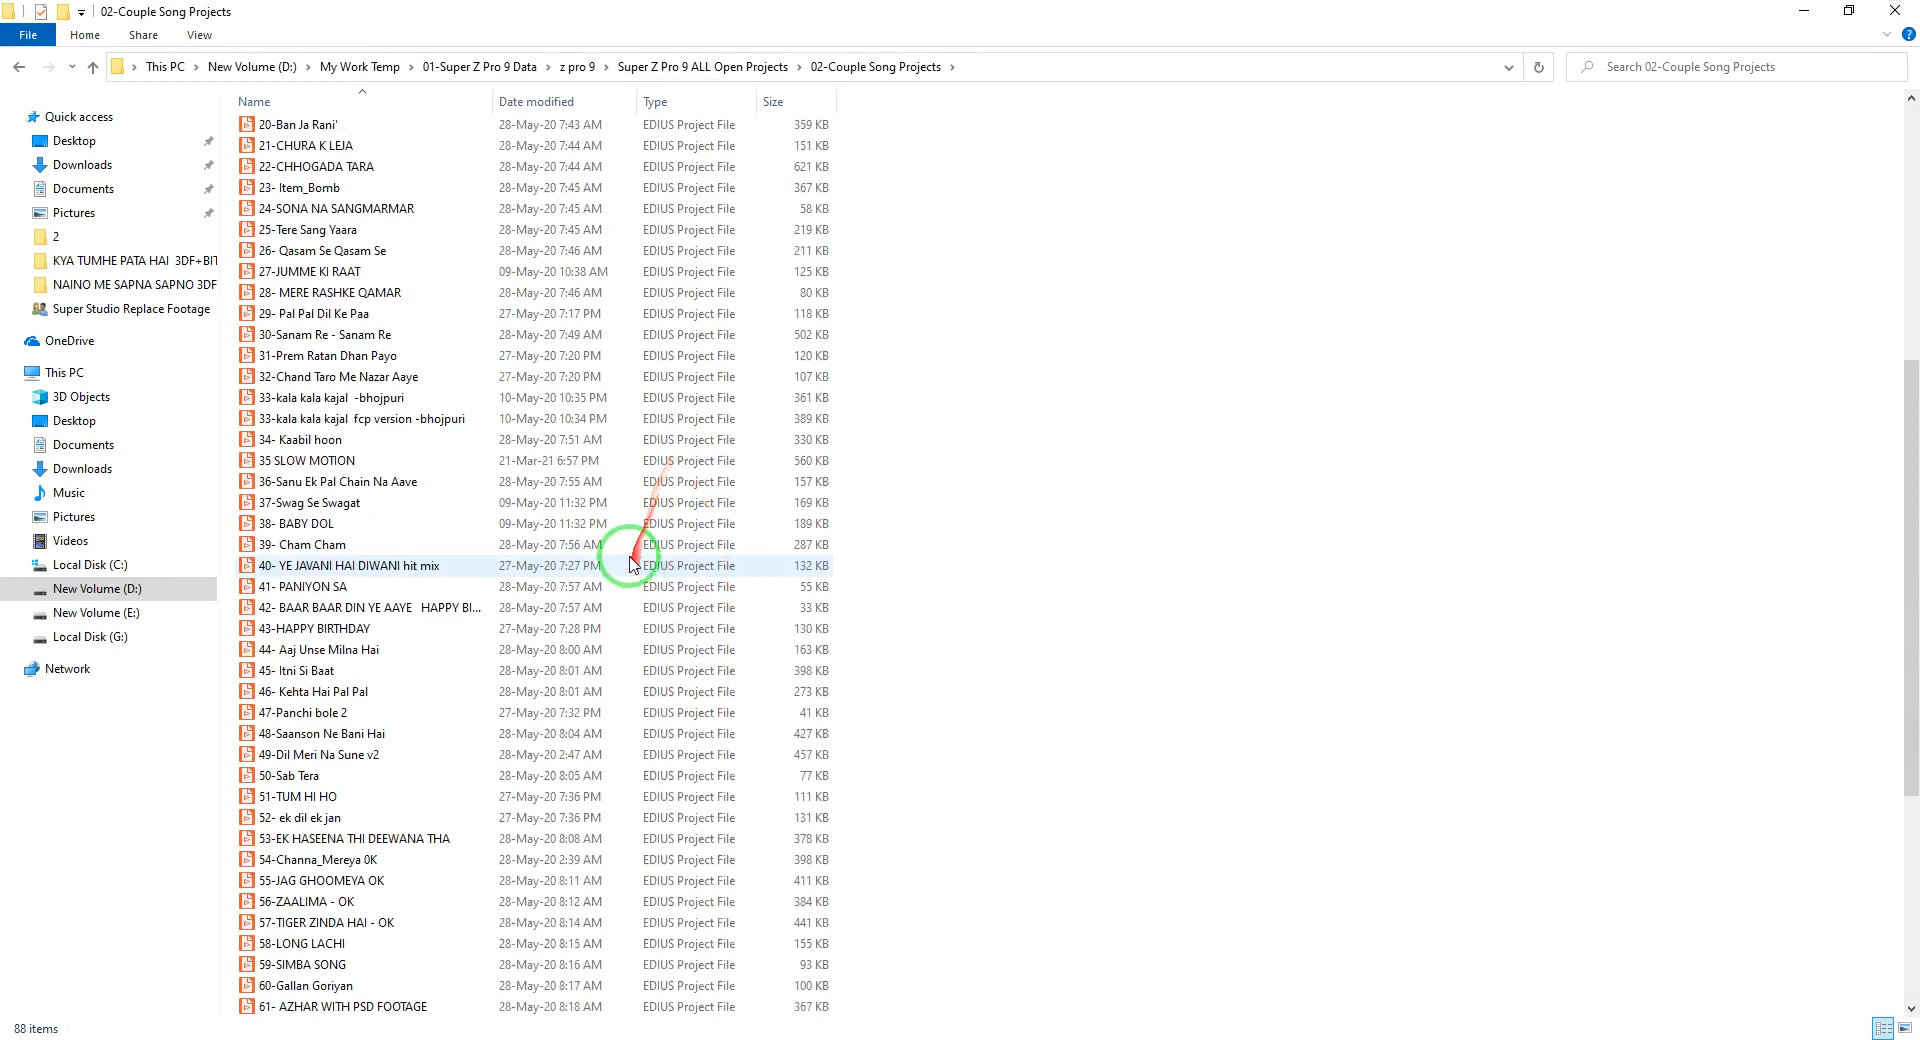 02-Couple Song Projects
File Home Share View
This PC New Volume (D:) My Work Temp 01-Super Z Pro 9 Data z pro 9 Super Z Pro 9 ALL Open Projects 02-Couple Song Projects
Search 02-Couple Song Projects
Quick access
Desktop
Downloads
Documents
Pictures
2
KYA TUMHE PATA HAI 3DF+BIT
NAINO ME SAPNA SAPNO 3DF
Super Studio Replace Footage
OneDrive
This PC
3D Objects
Desktop
Documents
Downloads
Music
Pictures
Videos
Local Disk (C:)
New Volume (D:)
New Volume (E:)
Local Disk (G:)
Network
Name Date modified Type Size
20-Ban Ja Rani' 28-May-20 7:43 AM EDIUS Project File 359 KB
21-CHURA K LEJA 28-May-20 7:44 AM EDIUS Project File 151 KB
22-CHHOGADA TARA 28-May-20 7:44 AM EDIUS Project File 621 KB
23- Item_Bomb 28-May-20 7:45 AM EDIUS Project File 367 KB
24-SONA NA SANGMARMAR 28-May-20 7:45 AM EDIUS Project File 58 KB
25-Tere Sang Yaara 28-May-20 7:45 AM EDIUS Project File 219 KB
26- Qasam Se Qasam Se 28-May-20 7:46 AM EDIUS Project File 211 KB
27-JUMME KI RAAT 09-May-20 10:38 AM EDIUS Project File 125 KB
28- MERE RASHKE QAMAR 28-May-20 7:46 AM EDIUS Project File 80 KB
29- Pal Pal Dil Ke Paa 27-May-20 7:17 PM EDIUS Project File 118 KB
30-Sanam Re - Sanam Re 28-May-20 7:49 AM EDIUS Project File 502 KB
31-Prem Ratan Dhan Payo 27-May-20 7:20 PM EDIUS Project File 120 KB
32-Chand Taro Me Nazar Aaye 27-May-20 7:20 PM EDIUS Project File 107 KB
33-kala kala kajal -bhojpuri 10-May-20 10:35 PM EDIUS Project File 361 KB
33-kala kala kajal fcp version -bhojpuri 10-May-20 10:34 PM EDIUS Project File 389 KB
34- Kaabil hoon 28-May-20 7:51 AM EDIUS Project File 330 KB
35 SLOW MOTION 21-Mar-21 6:57 PM EDIUS Project File 560 KB
36-Sanu Ek Pal Chain Na Aave 28-May-20 7:55 AM EDIUS Project File 157 KB
37-Swag Se Swagat 09-May-20 11:32 PM EDIUS Project File 169 KB
38- BABY DOL 09-May-20 11:32 PM EDIUS Project File 189 KB
39- Cham Cham 28-May-20 7:56 AM EDIUS Project File 287 KB
40- YE JAVANI HAI DIWANI hit mix 27-May-20 7:27 PM EDIUS Project File 132 KB
41- PANIYON SA 28-May-20 7:57 AM EDIUS Project File 55 KB
42- BAAR BAAR DIN YE AAYE HAPPY BI... 28-May-20 7:57 AM EDIUS Project File 33 KB
43-HAPPY BIRTHDAY 27-May-20 7:28 PM EDIUS Project File 130 KB
44- Aaj Unse Milna Hai 28-May-20 8:00 AM EDIUS Project File 163 KB
45- Itni Si Baat 28-May-20 8:01 AM EDIUS Project File 398 KB
46- Kehta Hai Pal Pal 28-May-20 8:01 AM EDIUS Project File 273 KB
47-Panchi bole 2 27-May-20 7:32 PM EDIUS Project File 41 KB
48-Saanson Ne Bani Hai 28-May-20 8:04 AM EDIUS Project File 427 KB
49-Dil Meri Na Sune v2 28-May-20 2:47 AM EDIUS Project File 457 KB
50-Sab Tera 28-May-20 8:05 AM EDIUS Project File 77 KB
51-TUM HI HO 27-May-20 7:36 PM EDIUS Project File 111 KB
52- ek dil ek jan 27-May-20 7:36 PM EDIUS Project File 131 KB
53-EK HASEENA THI DEEWANA THA 28-May-20 8:08 AM EDIUS Project File 378 KB
54-Channa_Mereya 0K 28-May-20 2:39 AM EDIUS Project File 398 KB
55-JAG GHOOMEYA OK 28-May-20 8:11 AM EDIUS Project File 411 KB
56-ZAALIMA - OK 28-May-20 8:12 AM EDIUS Project File 384 KB
57-TIGER ZINDA HAI - OK 28-May-20 8:14 AM EDIUS Project File 441 KB
58-LONG LACHI 28-May-20 8:15 AM EDIUS Project File 155 KB
59-SIMBA SONG 28-May-20 8:16 AM EDIUS Project File 93 KB
60-Gallan Goriyan 28-May-20 8:17 AM EDIUS Project File 100 KB
61- AZHAR WITH PSD FOOTAGE 28-May-20 8:18 AM EDIUS Project File 367 KB
88 items